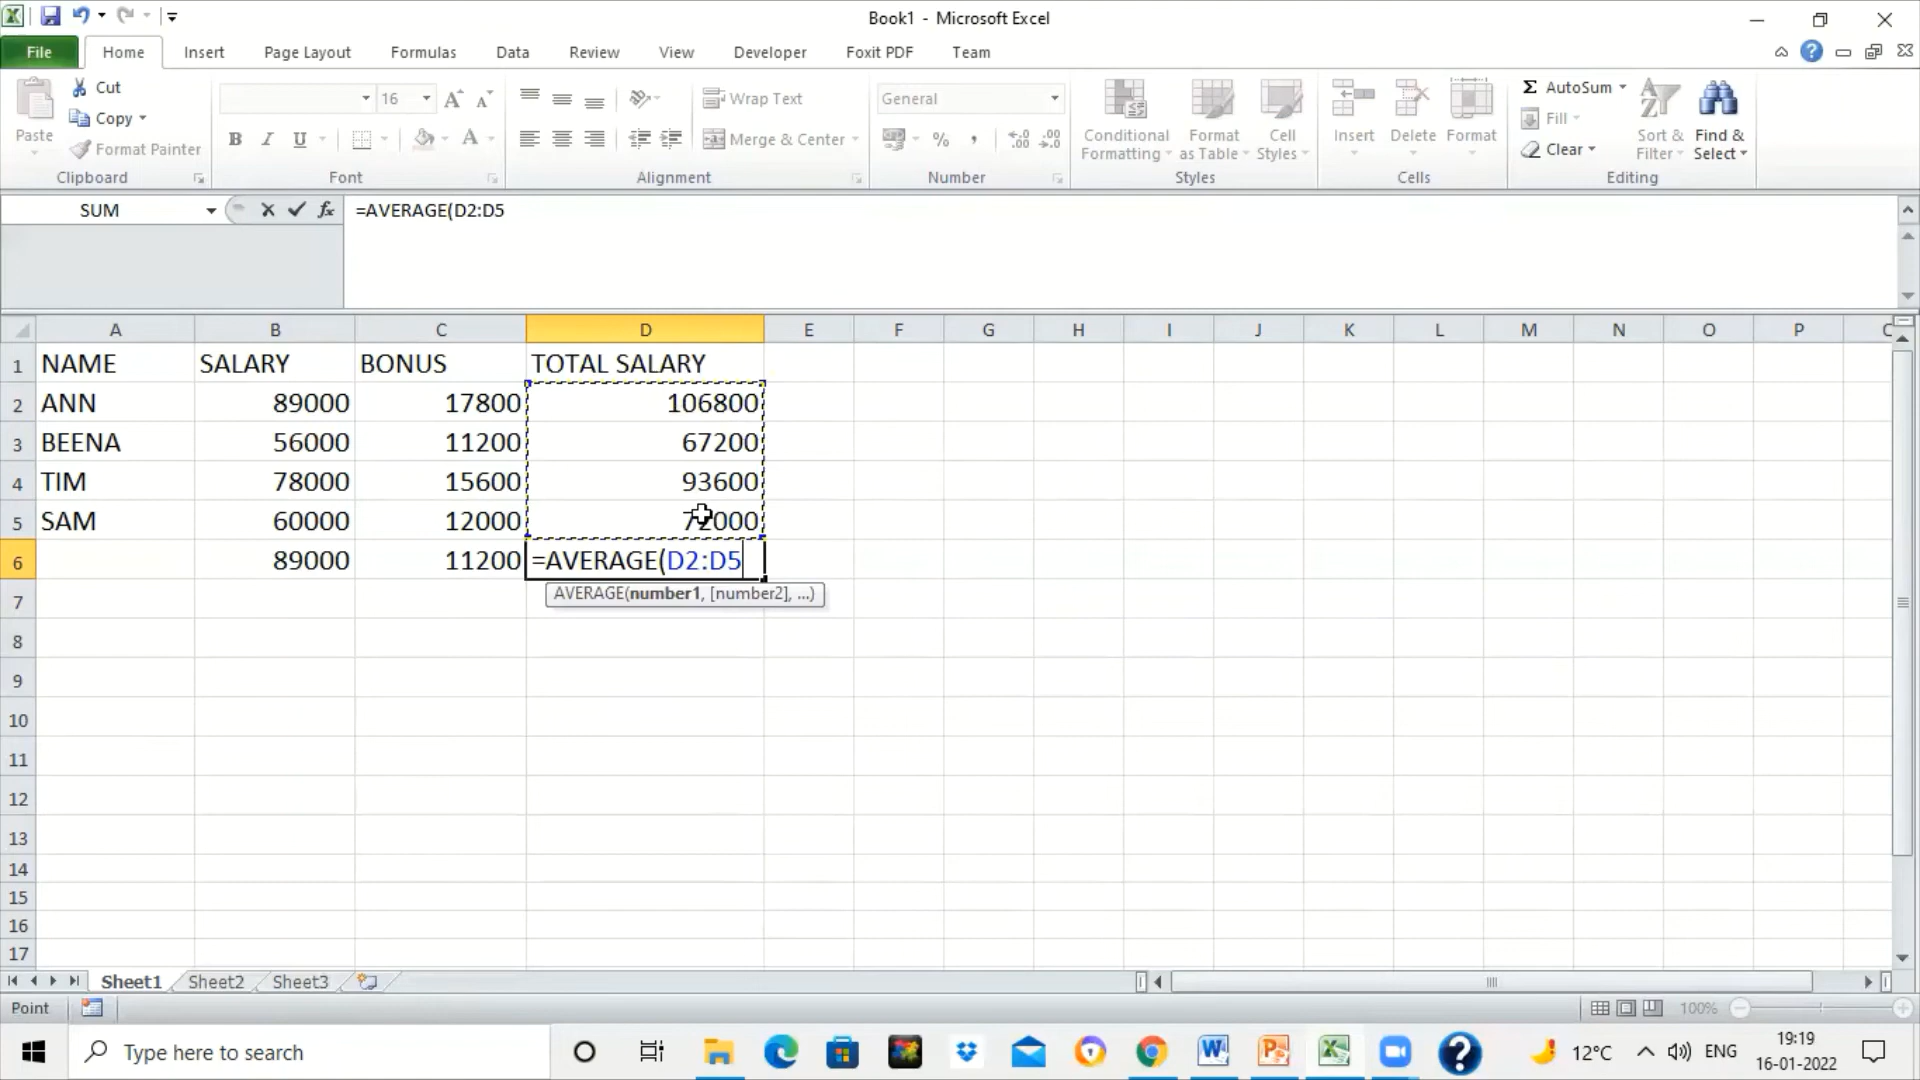 Book1 - Microsoft Excel
File Home Insert Page Layout Formulas Data Review View Developer Foxit PDF Team
Paste
Cut
Copy
Format Painter
Clipboard
16
B I U
Font
Wrap Text
Merge & Center
Alignment
General
% ,
Number
Conditional Formatting
Format as Table
Cell Styles
Styles
Insert Delete Format
Cells
Σ AutoSum
Fill
Clear
Sort & Filter
Find & Select
Editing
SUM fx =AVERAGE(D2:D5
A B C D E F G H I J K L M N O P
1 NAME SALARY BONUS TOTAL SALARY
2 ANN 89000 17800 106800
3 BEENA 56000 11200 67200
4 TIM 78000 15600 93600
5 SAM 60000 12000 72000
6 89000 11200 =AVERAGE(D2:D5
AVERAGE(number1, [number2], ...)
7
8
9
10
11
12
13
14
15
16
17
Sheet1 Sheet2 Sheet3
Point 100%
Type here to search
12°C ENG
19:19
16-01-2022